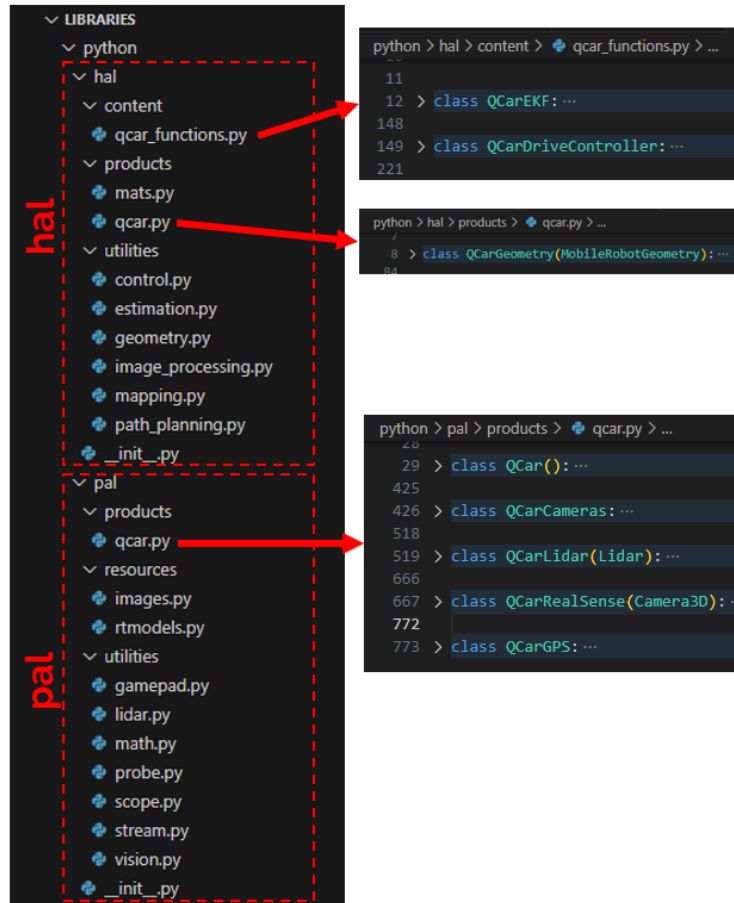 LIBRARIES
python
hal
content
qcar_functions.py
products
mats.py
qcar.py
utilities
control.py
estimation.py
geometry.py
image_processing.py
mapping.py
path_planning.py
__init__.py
pal
products
qcar.py
resources
images.py
rtmodels.py
utilities
gamepad.py
lidar.py
math.py
probe.py
scope.py
stream.py
vision.py
__init__.py
hal
pal
python > hal > content > qcar_functions.py > ...
11
12 > class QCarEKF: ...
148
149 > class QCarDriveController: ...
221
python > hal > products > qcar.py > ...
7
8 > class QCarGeometry(MobileRobotGeometry): ...
84
python > pal > products > qcar.py > ...
28
29 > class QCar(): ...
425
426 > class QCarCameras: ...
518
519 > class QCarLidar(Lidar): ...
666
667 > class QCarRealSense(Camera3D): ·
772
773 > class QCarGPS: ...